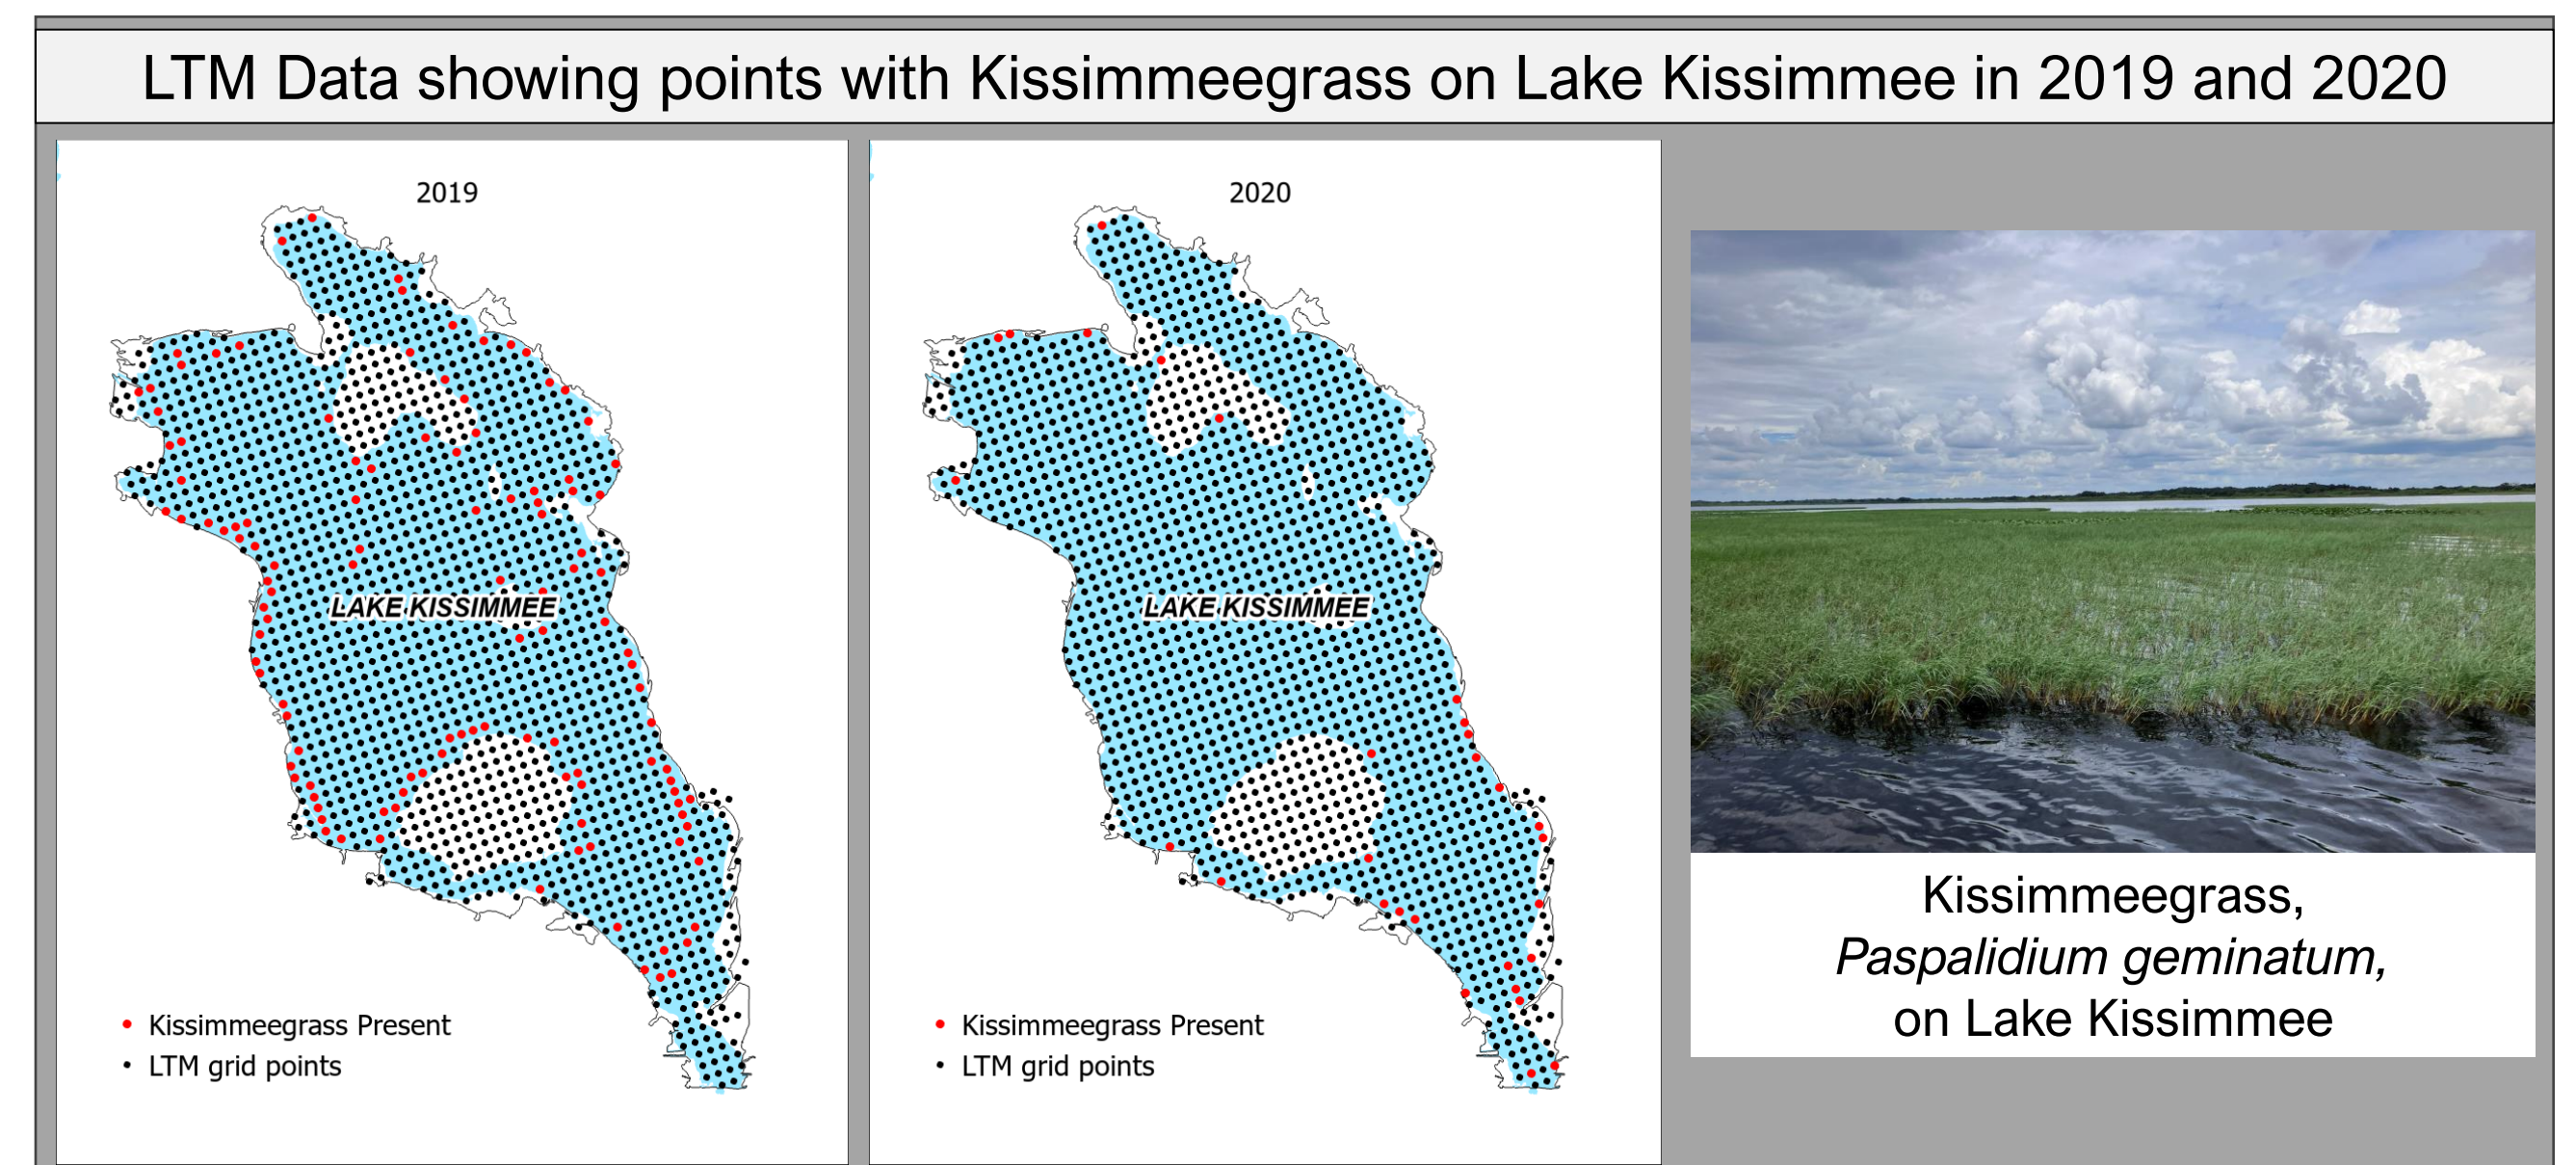 LTM Data showing points with Kissimmeegrass on Lake Kissimmee in 2019 and 2020
2019
LAKE KISSIMMEE
Kissimmeegrass Present
LTM grid points
2020
LAKE KISSIMMEE
Kissimmeegrass Present
LTM grid points
Kissimmeegrass,
Paspalidium geminatum,
on Lake Kissimmee